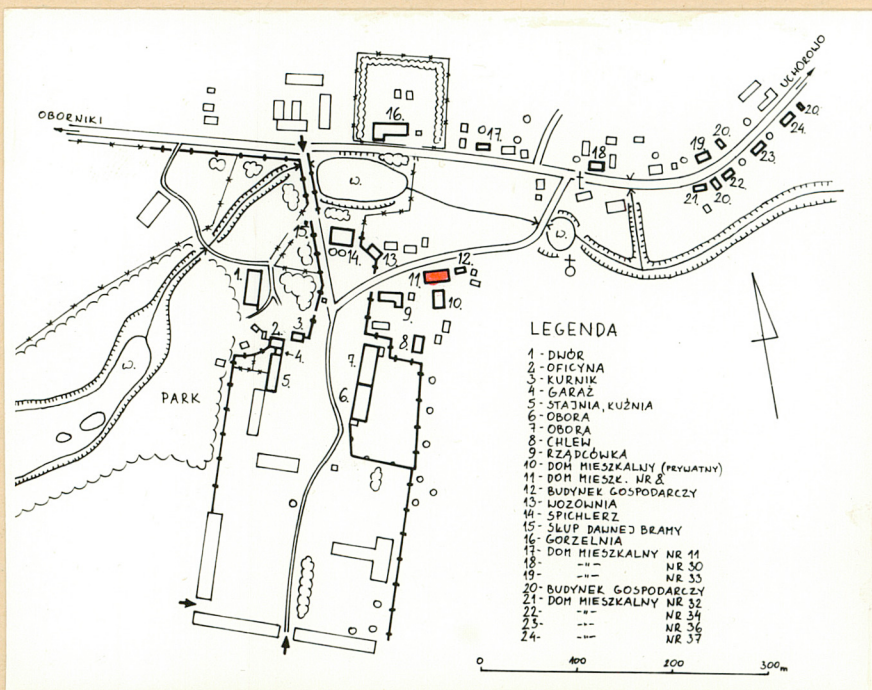 UCHOROWO
OBORNIKI
16.
17.
18
19.
20.
20.
24.
23.
22.
20.
21.
W.
W.
15.
14.
13.
12.
11.
10.
9.
8.
7.
6.
1.
2.
3.
4.
5.
W.
PARK
LEGENDA
1 - DWÓR
2 - OFICYNA
3 - KURNIK
4 - GARAŻ
5 - STAJNIA, KUŹNIA
6 - OBORA
7 - OBORA
8 - CHLEW
9 - RZĄDCÓWKA
10 - DOM MIESZKALNY (PRYWATNY)
11 - DOM MIESZK. NR 8
12 - BUDYNEK GOSPODARCZY
13 - WOZOWNIA
14 - SPICHLERZ
15 - SŁUP DAWNEJ BRAMY
16 - GORZELNIA
17 - DOM MIESZKALNY NR 11
18 - -"- NR 30
19 - -"- NR 33
20 - BUDYNEK GOSPODARCZY
21 - DOM MIESZKALNY NR 32
22 - -"- NR 34
23 - -"- NR 36
24 - -"- NR 37
0 100 200 300 m